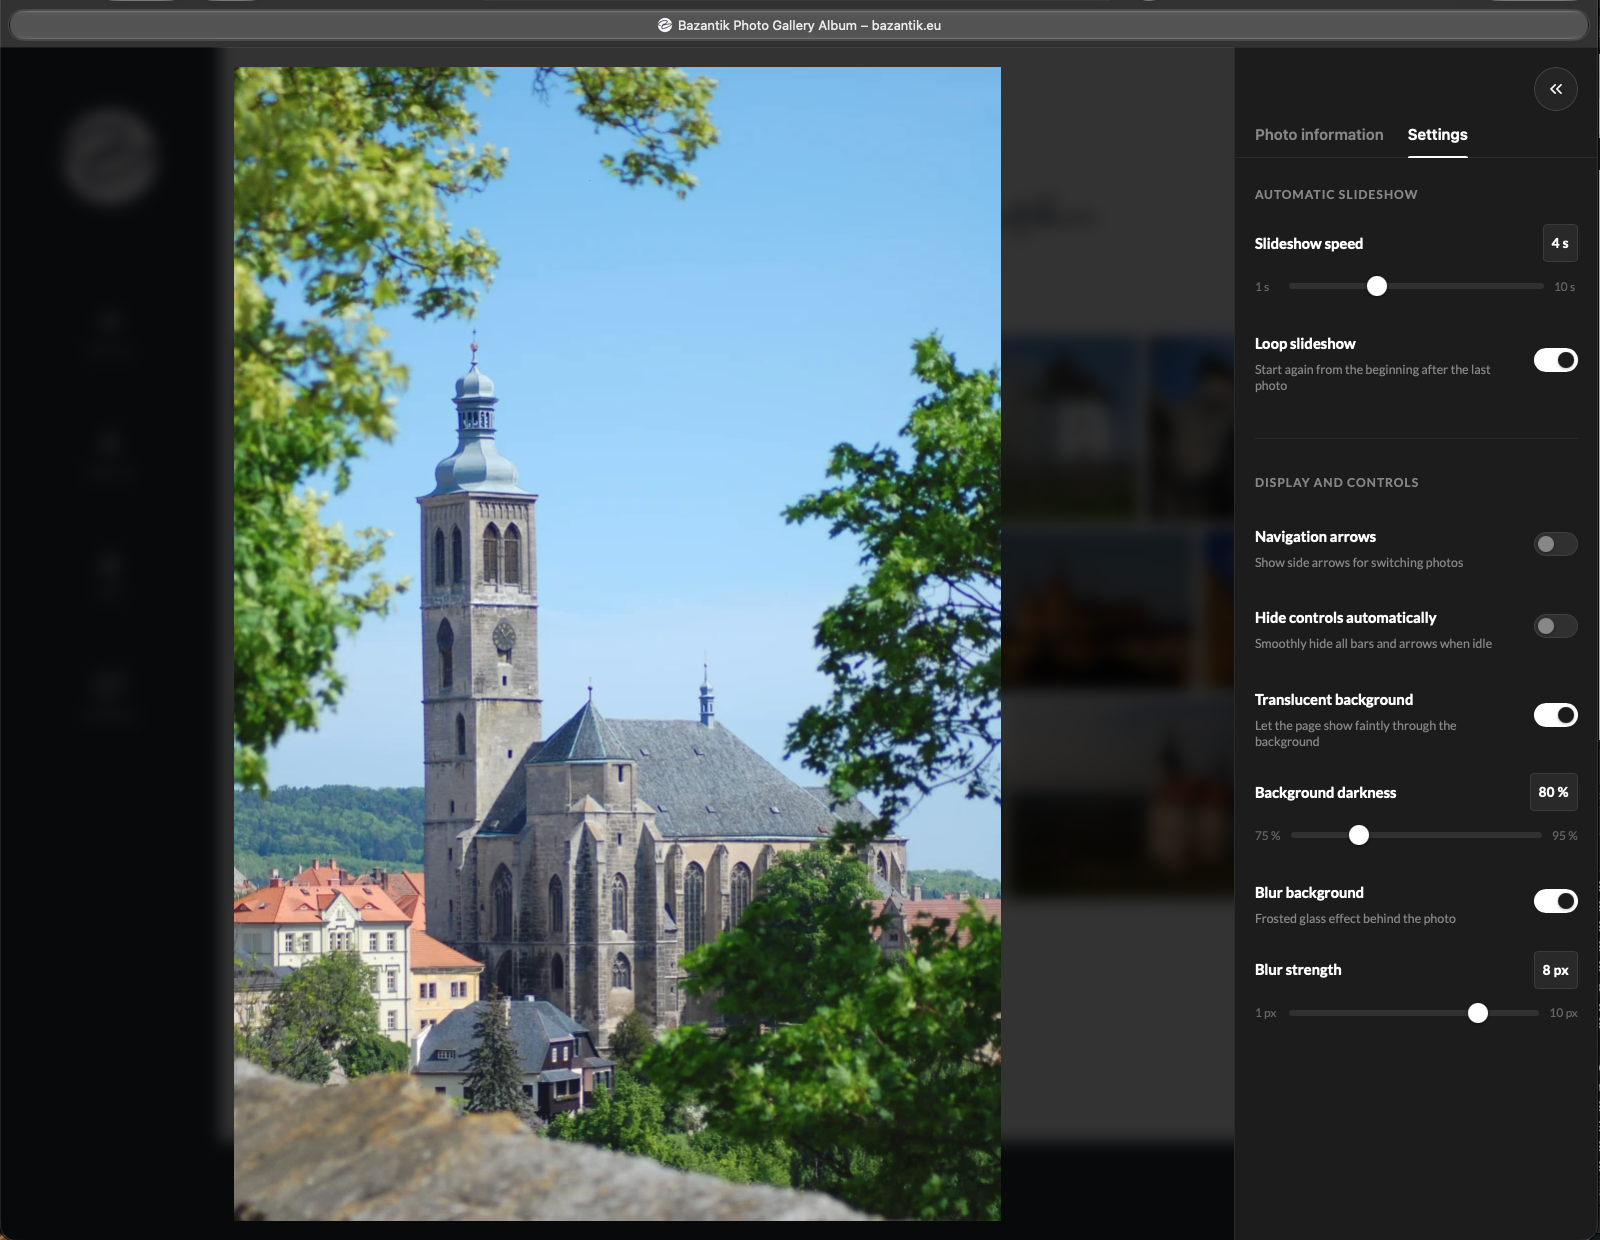 Bazantik Photo Gallery Album – bazantik.eu
Photo information
Settings
AUTOMATIC SLIDESHOW
Slideshow speed
4 s
1 s
10 s
Loop slideshow
Start again from the beginning after the last
photo
DISPLAY AND CONTROLS
Navigation arrows
Show side arrows for switching photos
Hide controls automatically
Smoothly hide all bars and arrows when idle
Translucent background
Let the page show faintly through the
background
Background darkness
80 %
75 %
95 %
Blur background
Frosted glass effect behind the photo
Blur strength
8 px
1 px
10 px